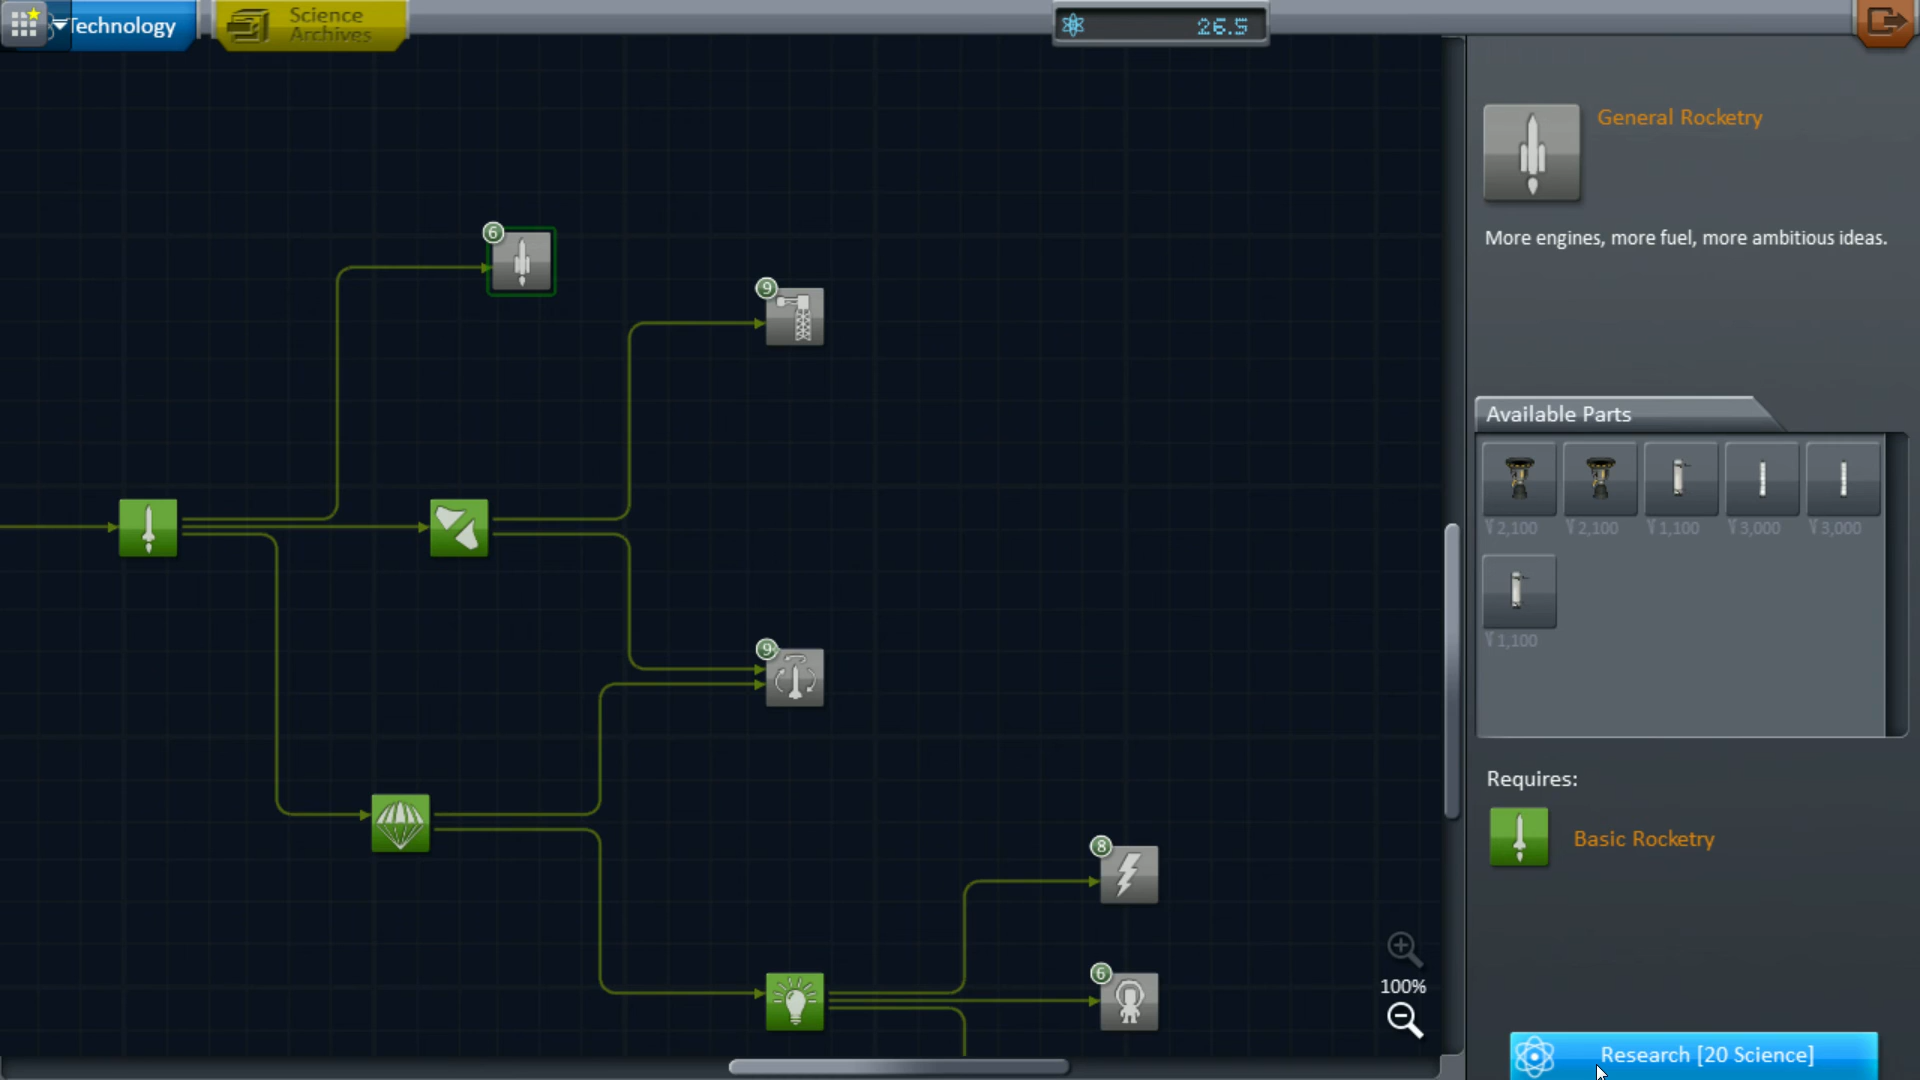 Technology
Science
Archives
26.5
General Rocketry
More engines, more fuel, more ambitious ideas.
6
9
Available Parts
2,100
2,100
1,100
3,000
3,000
1,100
9
Requires:
Basic Rocketry
8
6
100%
Research [20 Science]